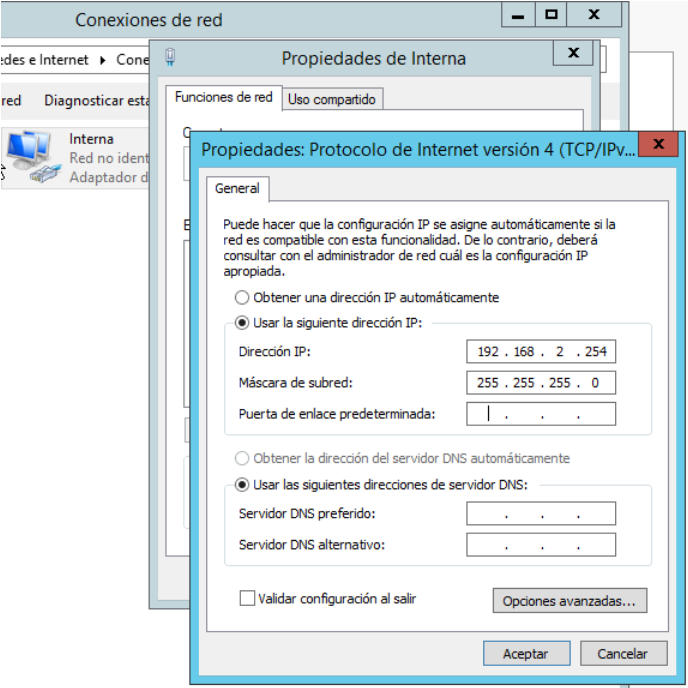 Conexiones de red
edes e Internet ▸ Cone
red Diagnosticar esta
Interna
Red no ident
Adaptador d
Propiedades de Interna
Funciones de red
Uso compartido
Propiedades: Protocolo de Internet versión 4 (TCP/IPv...
General
Puede hacer que la configuración IP se asigne automáticamente si la
red es compatible con esta funcionalidad. De lo contrario, deberá
consultar con el administrador de red cuál es la configuración IP
apropiada.
Obtener una dirección IP automáticamente
Usar la siguiente dirección IP:
Dirección IP: 192 . 168 . 2 . 254
Máscara de subred: 255 . 255 . 255 . 0
Puerta de enlace predeterminada: . . .
Obtener la dirección del servidor DNS automáticamente
Usar las siguientes direcciones de servidor DNS:
Servidor DNS preferido: . . .
Servidor DNS alternativo: . . .
Validar configuración al salir
Opciones avanzadas...
Aceptar
Cancelar